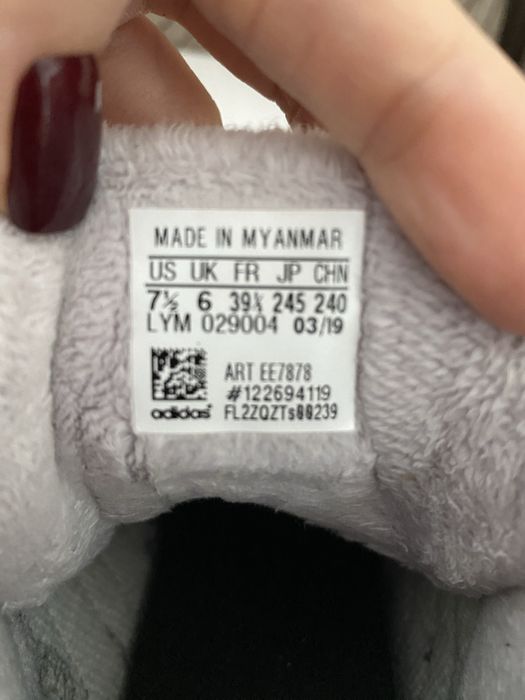 MADE IN MYANMAR
US UK FR JP CHN
7½ 6 39⅓ 245 240
LYM 029004 03/19
ART EE7878
#122694119
adidas FL2ZQZTs00239